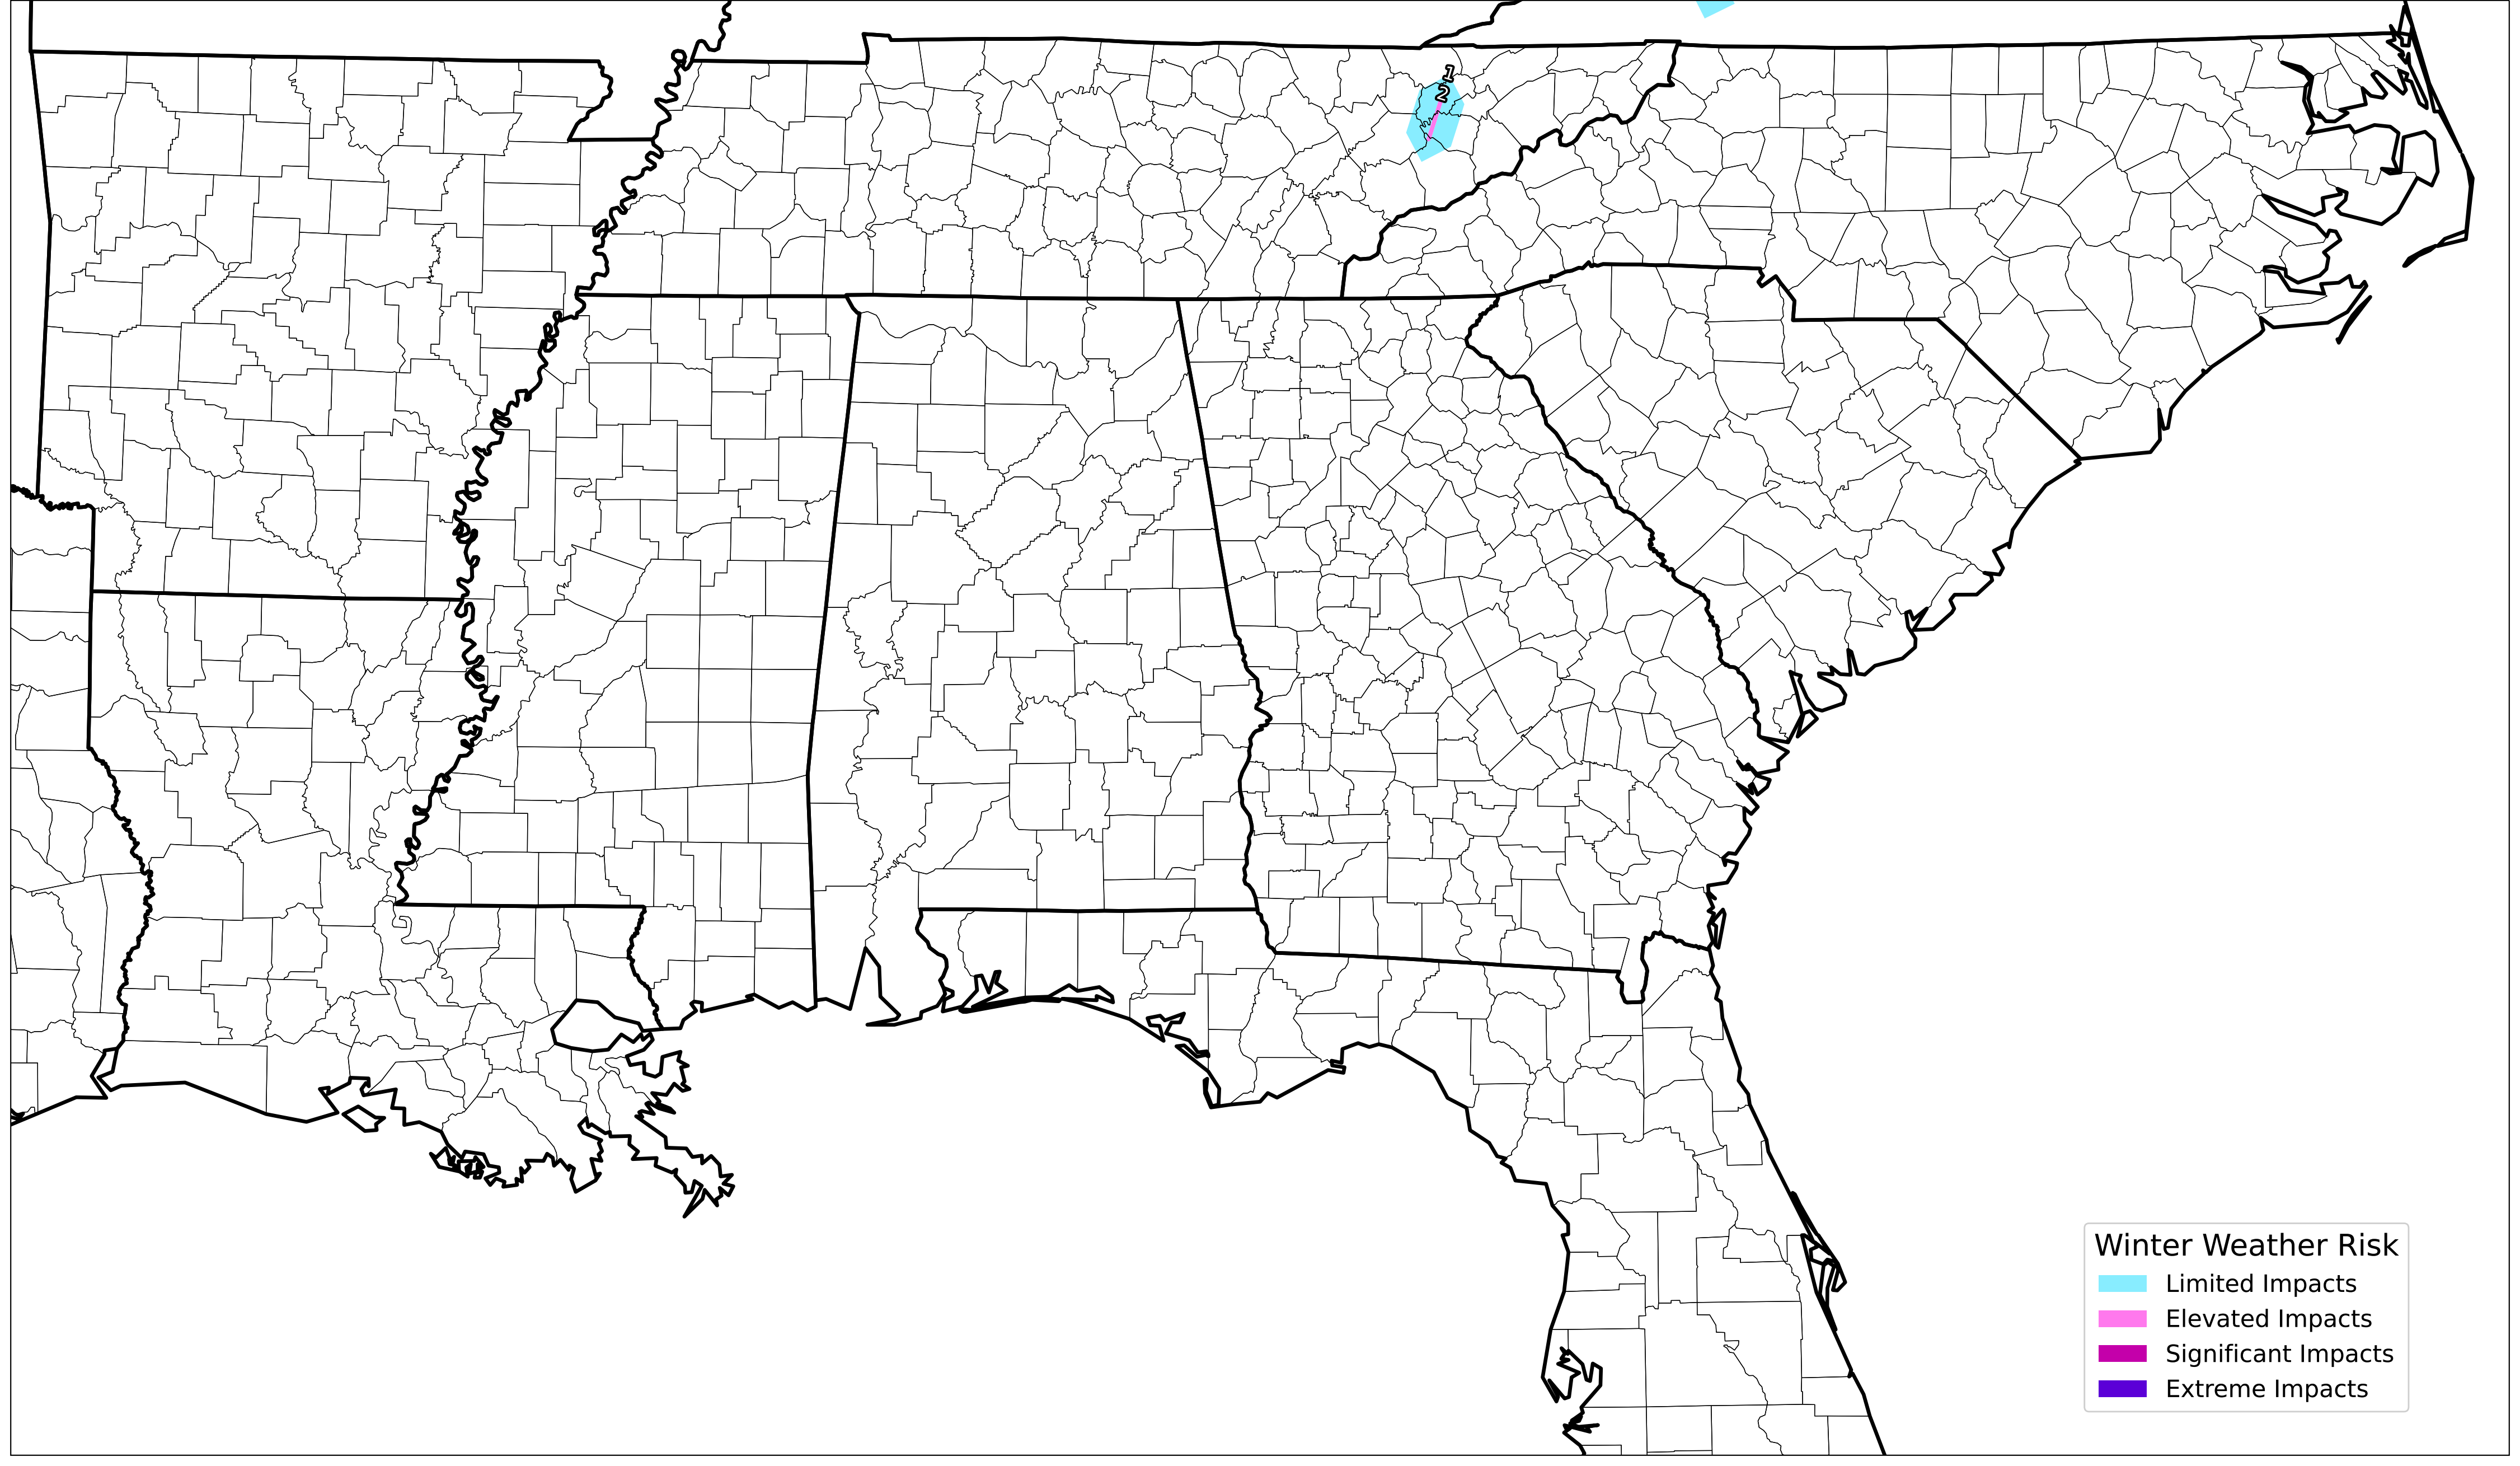 1
2
Winter Weather Risk
Limited Impacts
Elevated Impacts
Significant Impacts
Extreme Impacts